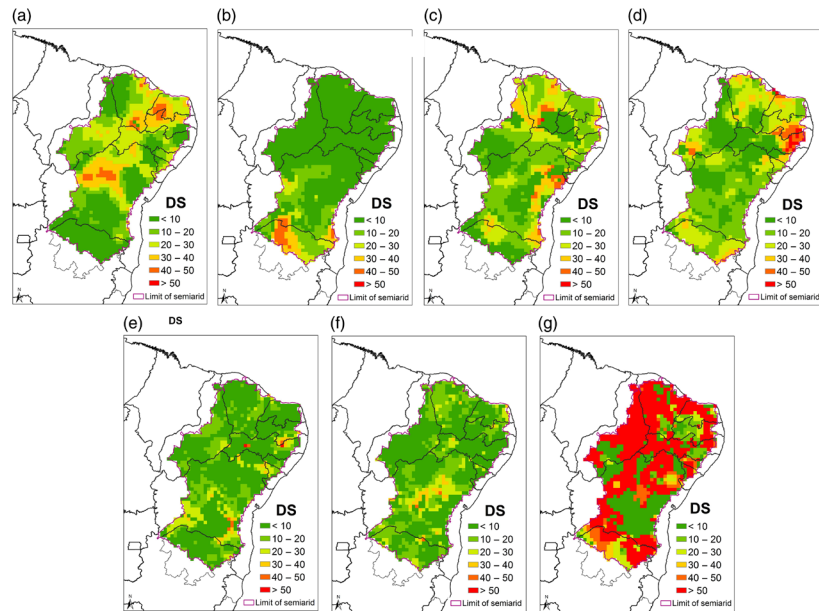 (a)
DS
< 10
10 – 20
20 – 30
30 – 40
40 – 50
> 50
Limit of semiarid
N
(b)
DS
< 10
10 – 20
20 – 30
30 – 40
40 – 50
> 50
Limit of semiarid
N
(c)
DS
< 10
10 – 20
20 – 30
30 – 40
40 – 50
> 50
Limit of semiarid
N
(d)
DS
< 10
10 – 20
20 – 30
30 – 40
40 – 50
> 50
Limit of semiarid
N
(e)
DS
DS
< 10
10 – 20
20 – 30
30 – 40
40 – 50
> 50
Limit of semiarid
N
(f)
DS
< 10
10 – 20
20 – 30
30 – 40
40 – 50
> 50
Limit of semiarid
N
(g)
DS
< 10
10 – 20
20 – 30
30 – 40
40 – 50
> 50
Limit of semiarid
N